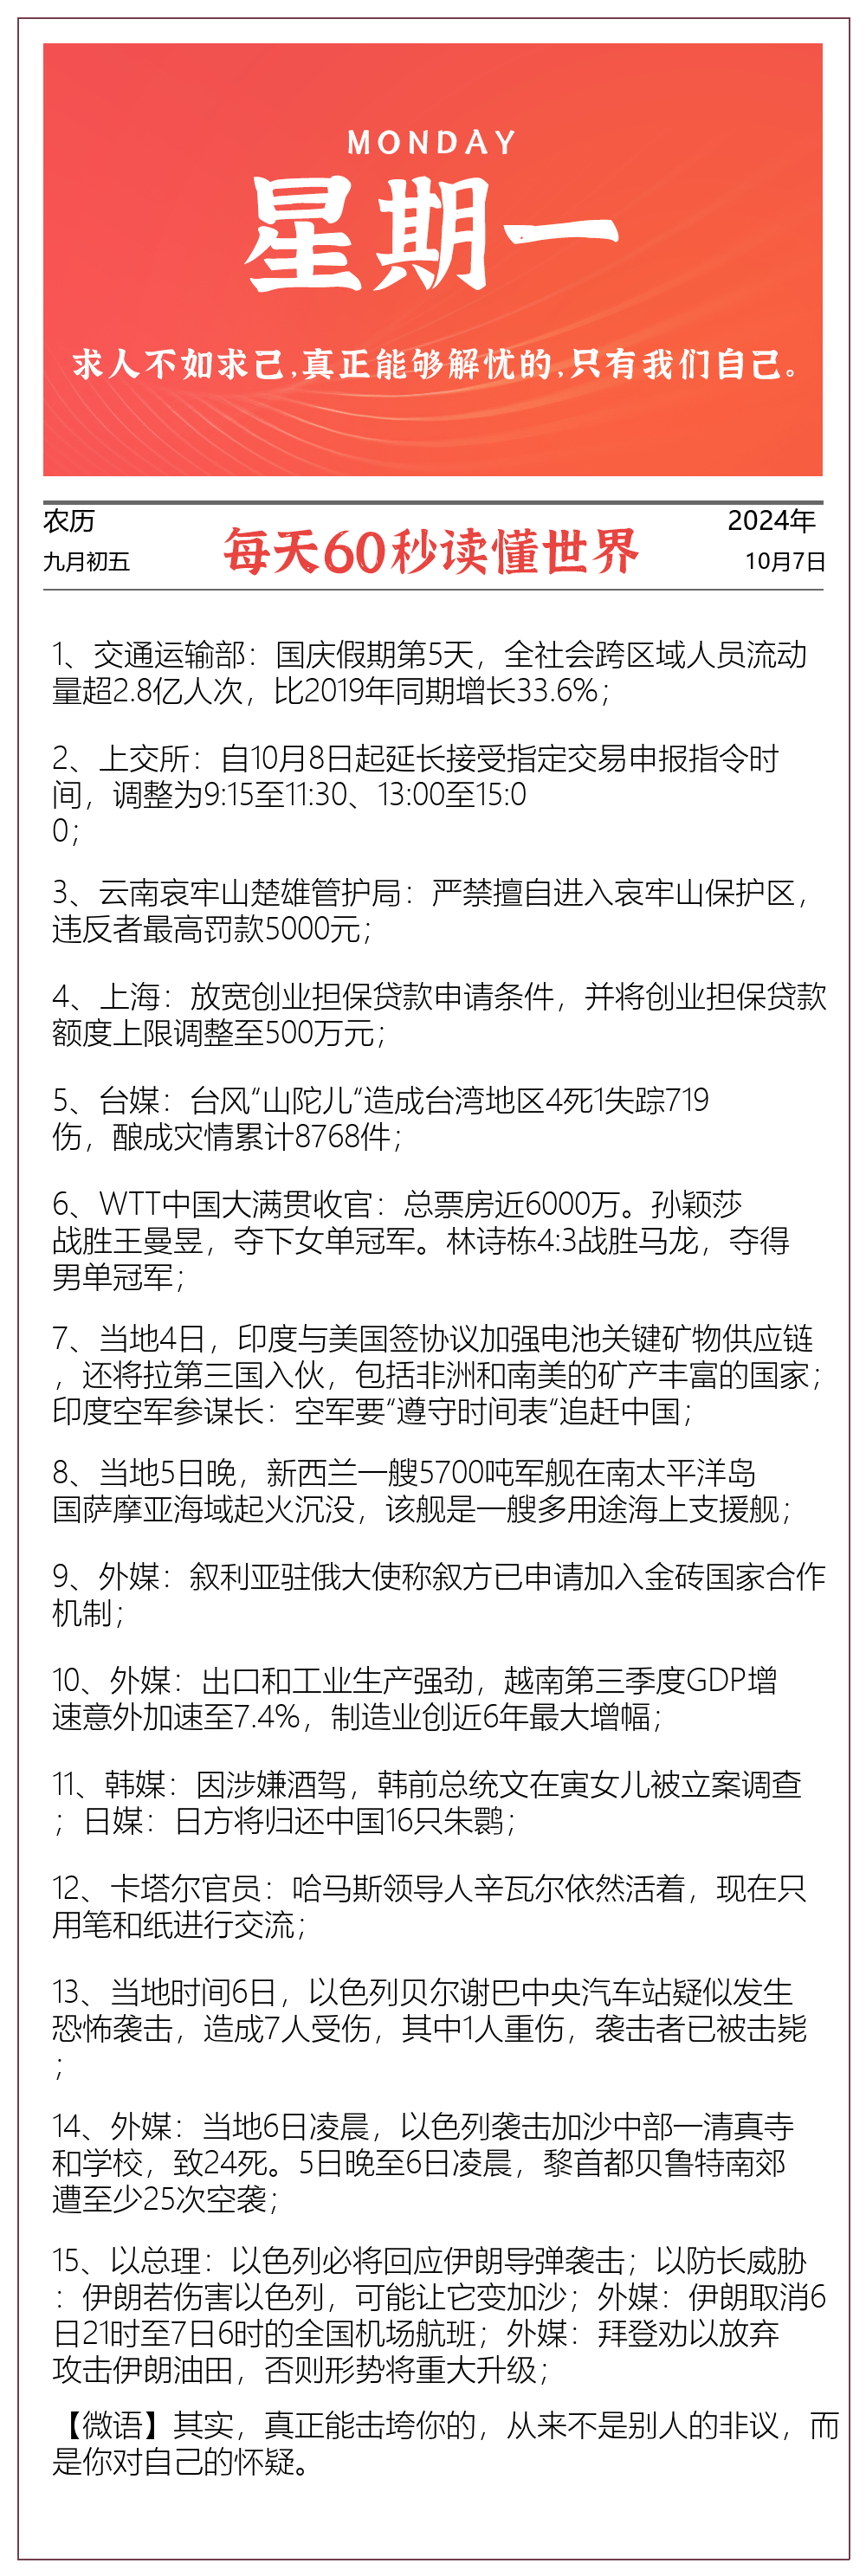 MONDAY
星期一
求人不如求己,真正能够解忧的,只有我们自己。
农历
2024年
每天60秒读懂世界
九月初五
10月7日
1、交通运输部：国庆假期第5天，全社会跨区域人员流动
量超2.8亿人次，比2019年同期增长33.6%；
2、上交所：自10月8日起延长接受指定交易申报指令时
间，调整为9:15至11:30、13:00至15:0
0；
3、云南哀牢山楚雄管护局：严禁擅自进入哀牢山保护区，
违反者最高罚款5000元；
4、上海：放宽创业担保贷款申请条件，并将创业担保贷款
额度上限调整至500万元；
5、台媒：台风“山陀儿“造成台湾地区4死1失踪719
伤，酿成灾情累计8768件；
6、WTT中国大满贯收官：总票房近6000万。孙颖莎
战胜王曼昱，夺下女单冠军。林诗栋4:3战胜马龙，夺得
男单冠军；
7、当地4日，印度与美国签协议加强电池关键矿物供应链
，还将拉第三国入伙，包括非洲和南美的矿产丰富的国家；
印度空军参谋长：空军要“遵守时间表“追赶中国；
8、当地5日晚，新西兰一艘5700吨军舰在南太平洋岛
国萨摩亚海域起火沉没，该舰是一艘多用途海上支援舰；
9、外媒：叙利亚驻俄大使称叙方已申请加入金砖国家合作
机制；
10、外媒：出口和工业生产强劲，越南第三季度GDP增
速意外加速至7.4%，制造业创近6年最大增幅；
11、韩媒：因涉嫌酒驾，韩前总统文在寅女儿被立案调查
；日媒：日方将归还中国16只朱鹮；
12、卡塔尔官员：哈马斯领导人辛瓦尔依然活着，现在只
用笔和纸进行交流；
13、当地时间6日，以色列贝尔谢巴中央汽车站疑似发生
恐怖袭击，造成7人受伤，其中1人重伤，袭击者已被击毙
；
14、外媒：当地6日凌晨，以色列袭击加沙中部一清真寺
和学校，致24死。5日晚至6日凌晨，黎首都贝鲁特南郊
遭至少25次空袭；
15、以总理：以色列必将回应伊朗导弹袭击；以防长威胁
：伊朗若伤害以色列，可能让它变加沙；外媒：伊朗取消6
日21时至7日6时的全国机场航班；外媒：拜登劝以放弃
攻击伊朗油田，否则形势将重大升级；
【微语】其实，真正能击垮你的，从来不是别人的非议，而
是你对自己的怀疑。